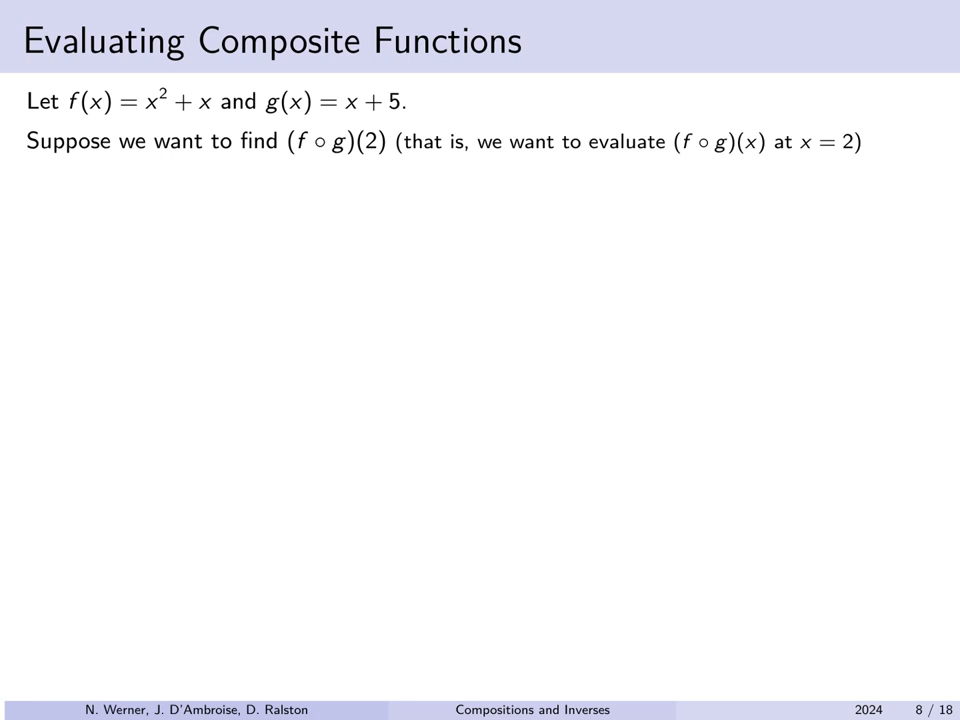 Evaluating Composite Functions
Let f(x) = x² + x and g(x) = x + 5.
Suppose we want to find (f ∘ g)(2) (that is, we want to evaluate (f ∘ g)(x) at x = 2)
N. Werner, J. D'Ambroise, D. Ralston Compositions and Inverses 2024 8 / 18